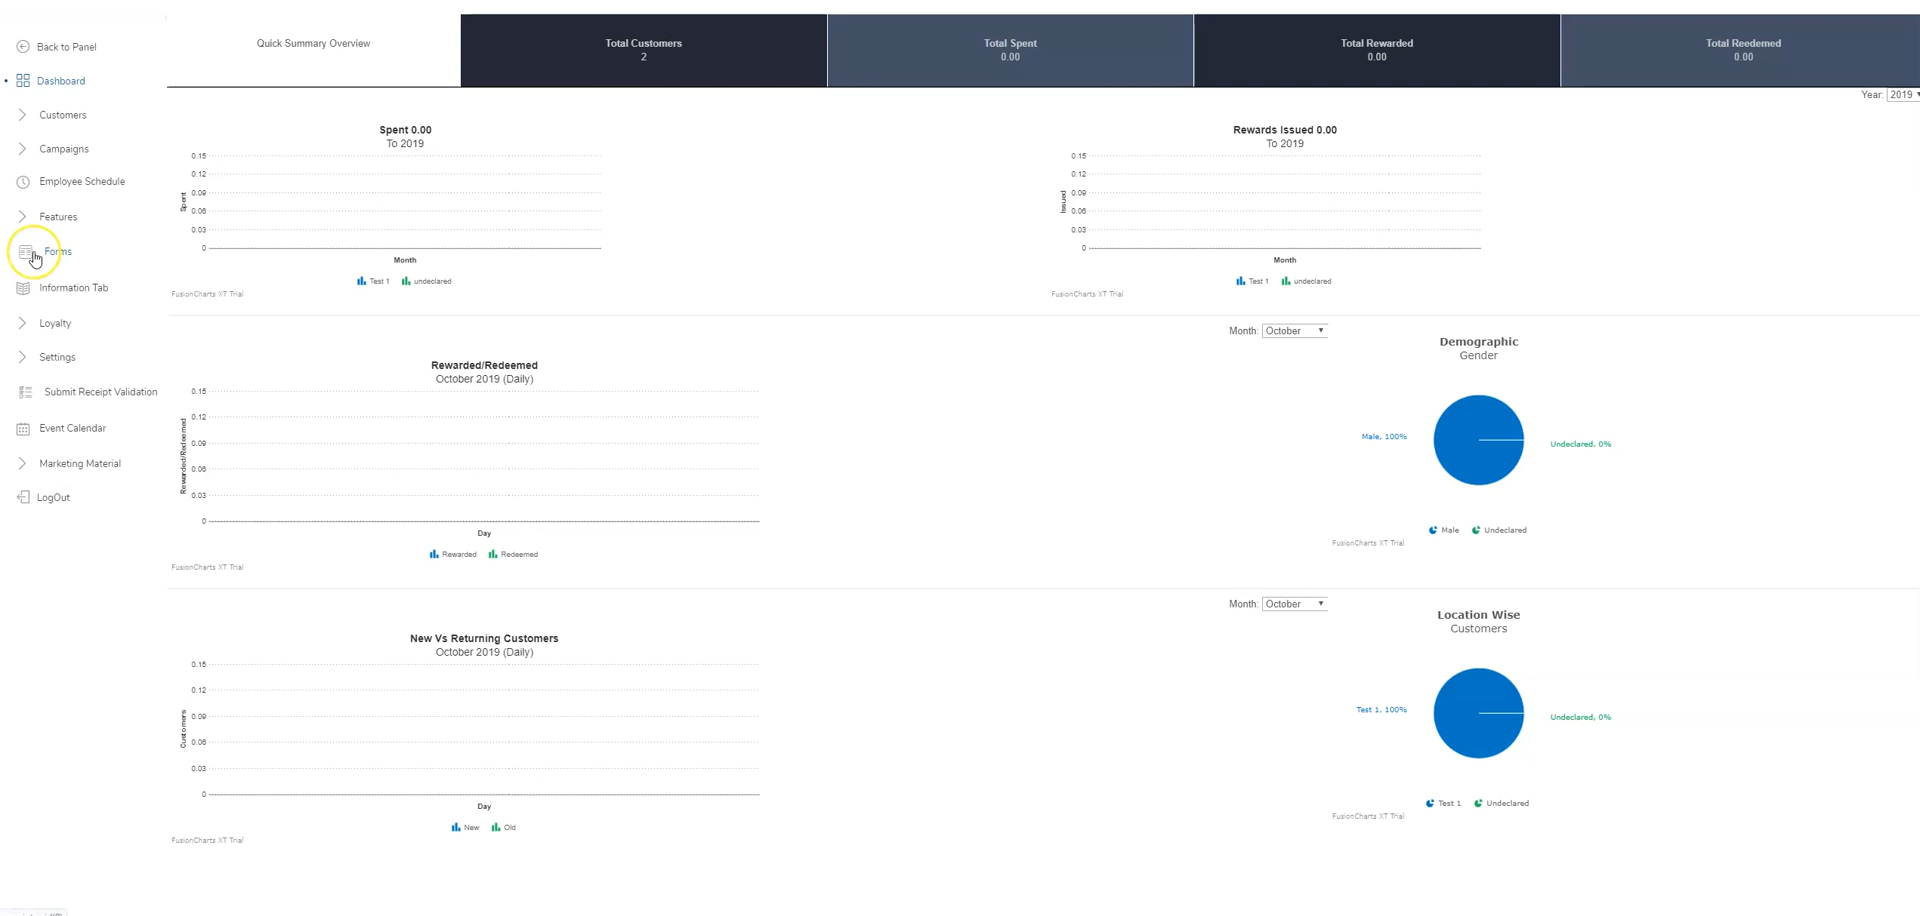 Back to Panel
Dashboard
Customers
Campaigns
Employee Schedule
Features
Forms
Information Tab
Loyalty
Settings
Submit Receipt Validation
Event Calendar
Marketing Material
LogOut
Quick Summary Overview
Total Customers
2
Total Spent
0.00
Total Rewarded
0.00
Total Reedemed
0.00
Year: 2019
Spent 0.00
To 2019
0.15
0.12
0.09
0.06
0.03
0
Spent
Month
Test 1 undeclared
FusionCharts XT Trial
Rewards Issued 0.00
To 2019
0.15
0.12
0.09
0.06
0.03
0
Issued
Month
Test 1 undeclared
FusionCharts XT Trial
Rewarded/Redeemed
October 2019 (Daily)
0.15
0.12
0.09
0.06
0.03
0
Rewarded/Redeemed
Day
Rewarded Redeemed
FusionCharts XT Trial
Month: October
Demographic
Gender
Male, 100%
Undeclared, 0%
Male Undeclared
FusionCharts XT Trial
New Vs Returning Customers
October 2019 (Daily)
0.15
0.12
0.09
0.06
0.03
0
Customers
Day
New Old
FusionCharts XT Trial
Month: October
Location Wise
Customers
Test 1, 100%
Undeclared, 0%
Test 1 Undeclared
FusionCharts XT Trial